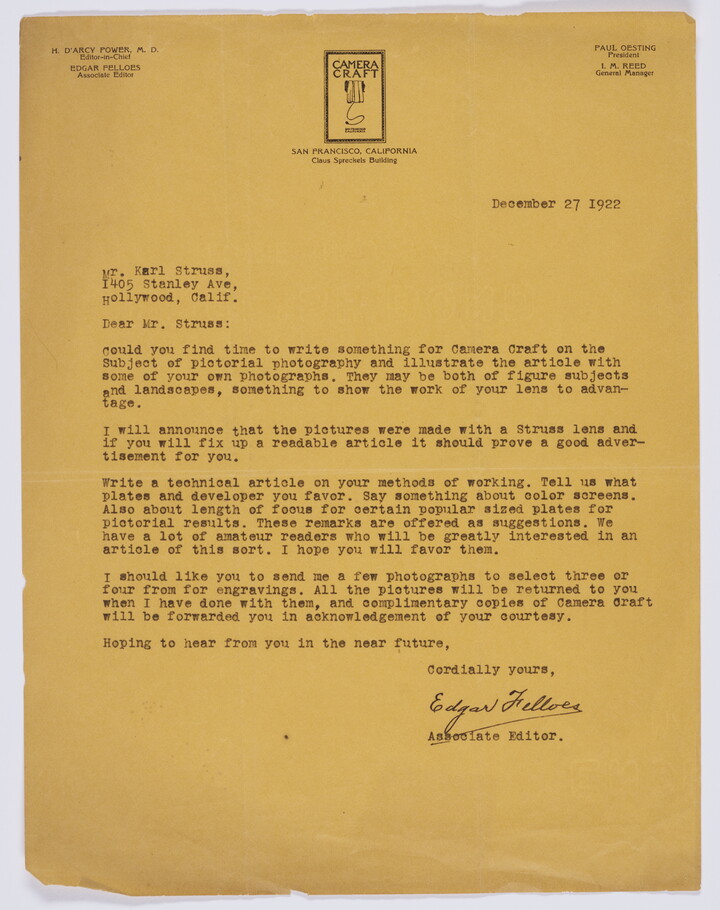 H. D'ARCY POWER, M. D.
Editor-in-Chief
EDGAR FELLOES
Associate Editor
CAMERA
CRAFT
SAN FRANCISCO, CALIFORNIA
Claus Spreckels Building
PAUL OESTING
President
I. M. REED
General Manager
December 27 1922
Mr. Karl Struss,
1405 Stanley Ave,
Hollywood, Calif.
Dear Mr. Struss:
Could you find time to write something for Camera Craft on the
Subject of pictorial photography and illustrate the article with
some of your own photographs. They may be both of figure subjects
and landscapes, something to show the work of your lens to advan-
tage.
I will announce that the pictures were made with a Struss lens and
if you will fix up a readable article it should prove a good adver-
tisement for you.
Write a technical article on your methods of working. Tell us what
plates and developer you favor. Say something about color screens.
Also about length of focus for certain popular sized plates for
pictorial results. These remarks are offered as suggestions. We
have a lot of amateur readers who will be greatly interested in an
article of this sort. I hope you will favor them.
I should like you to send me a few photographs to select three or
four from for engravings. All the pictures will be returned to you
when I have done with them, and complimentary copies of Camera Craft
will be forwarded you in acknowledgement of your courtesy.
Hoping to hear from you in the near future,
Cordially yours,
Edgar Felloes
Associate Editor.